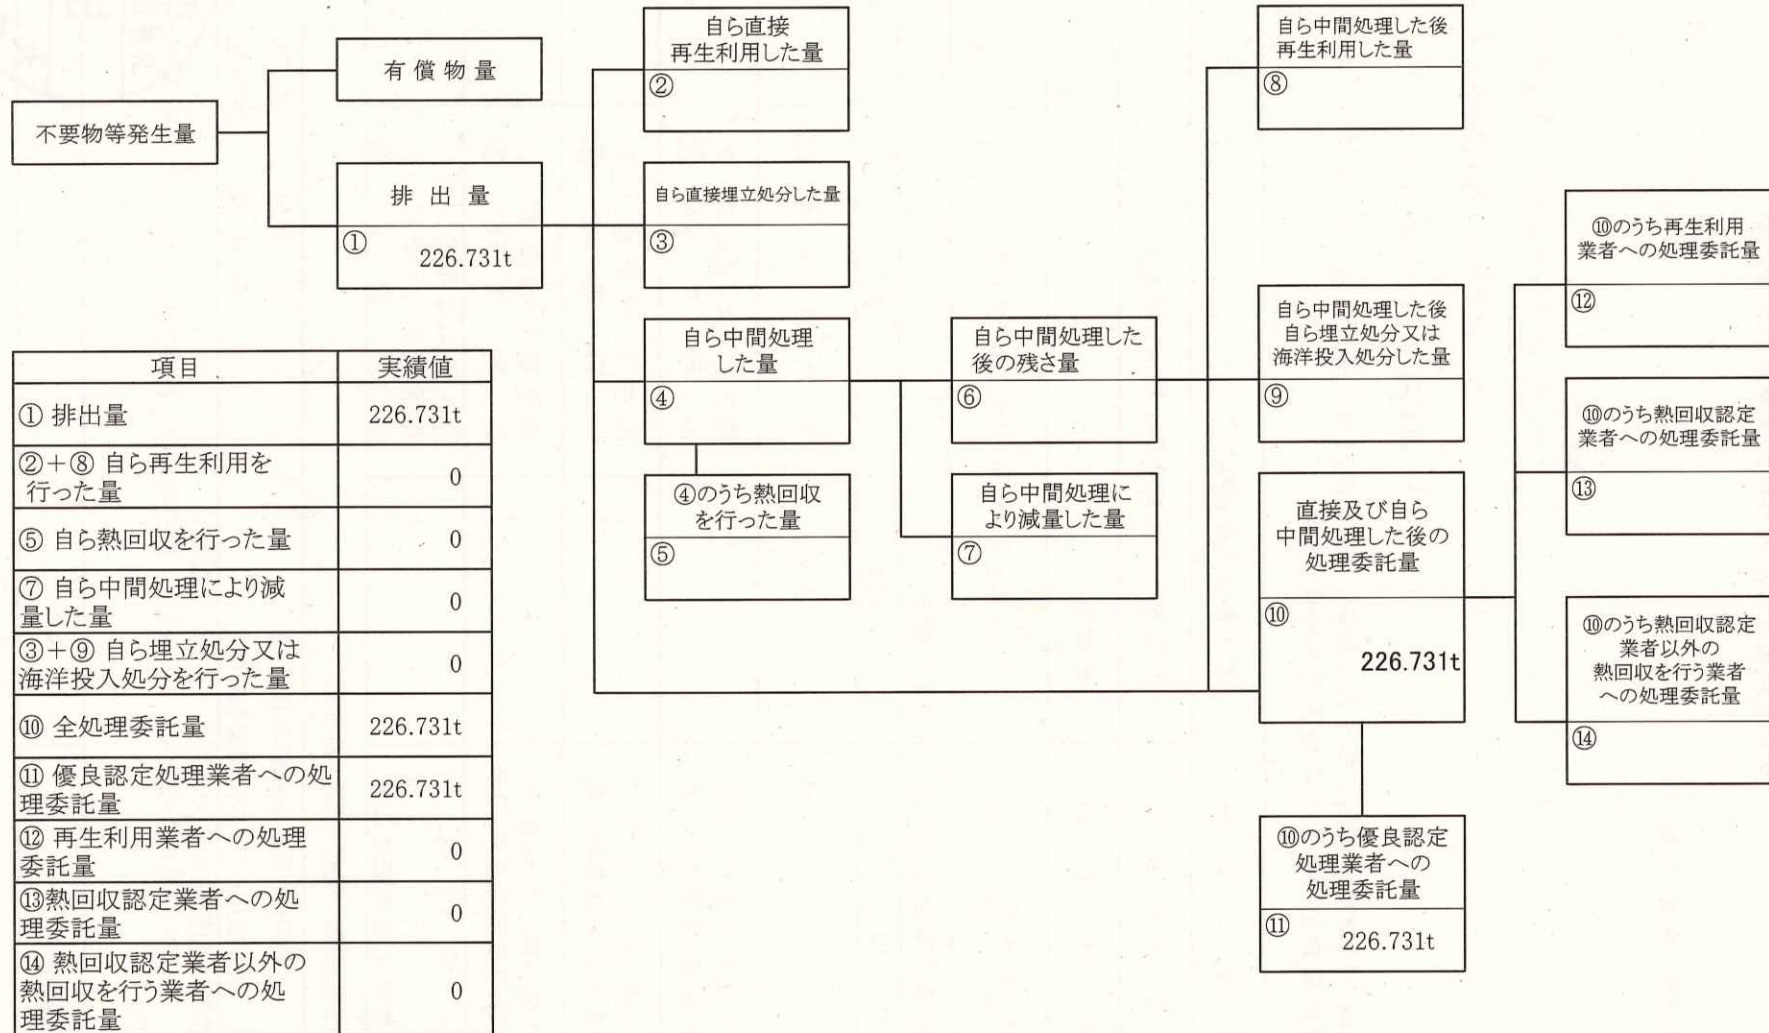 不要物等発生量
有償物量
排出量
①
226.731t
自ら直接
再生利用した量
②
自ら直接埋立処分した量
③
自ら中間処理
した量
④
④のうち熱回収
を行った量
⑤
自ら中間処理した
後の残さ量
⑥
自ら中間処理に
より減量した量
⑦
自ら中間処理した後
再生利用した量
⑧
自ら中間処理した後
自ら埋立処分又は
海洋投入処分した量
⑨
直接及び自ら
中間処理した後の
処理委託量
⑩
226.731t
⑩のうち優良認定
処理業者への
処理委託量
⑪
226.731t
⑩のうち再生利用
業者への処理委託量
⑫
⑩のうち熱回収認定
業者への処理委託量
⑬
⑩のうち熱回収認定
業者以外の
熱回収を行う業者
への処理委託量
⑭
項目 実績値
① 排出量 226.731t
②+⑧ 自ら再生利用を
行った量 0
⑤ 自ら熱回収を行った量 0
⑦ 自ら中間処理により減
量した量 0
③+⑨ 自ら埋立処分又は
海洋投入処分を行った量 0
⑩ 全処理委託量 226.731t
⑪ 優良認定処理業者への処
理委託量 226.731t
⑫ 再生利用業者への処理
委託量 0
⑬熱回収認定業者への処
理委託量 0
⑭ 熱回収認定業者以外の
熱回収を行う業者への処
理委託量 0